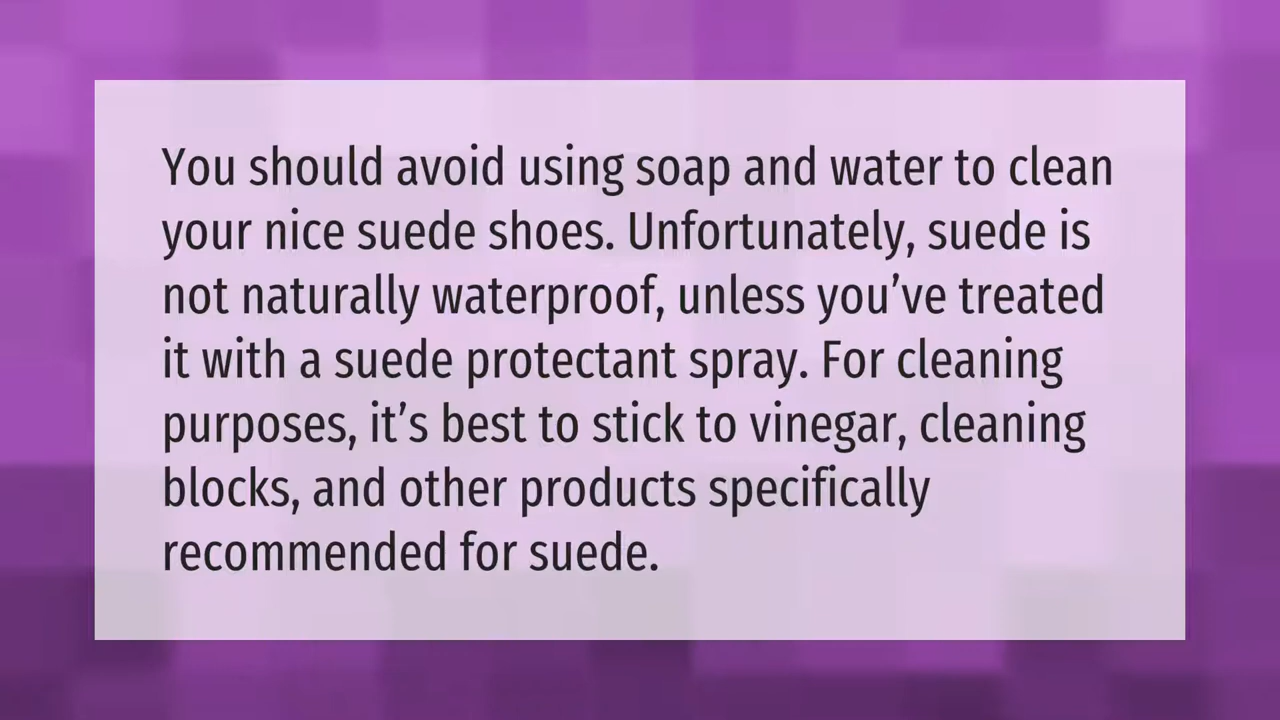 You should avoid using soap and water to clean
your nice suede shoes. Unfortunately, suede is
not naturally waterproof, unless you’ve treated
it with a suede protectant spray. For cleaning
purposes, it’s best to stick to vinegar, cleaning
blocks, and other products specifically
recommended for suede.